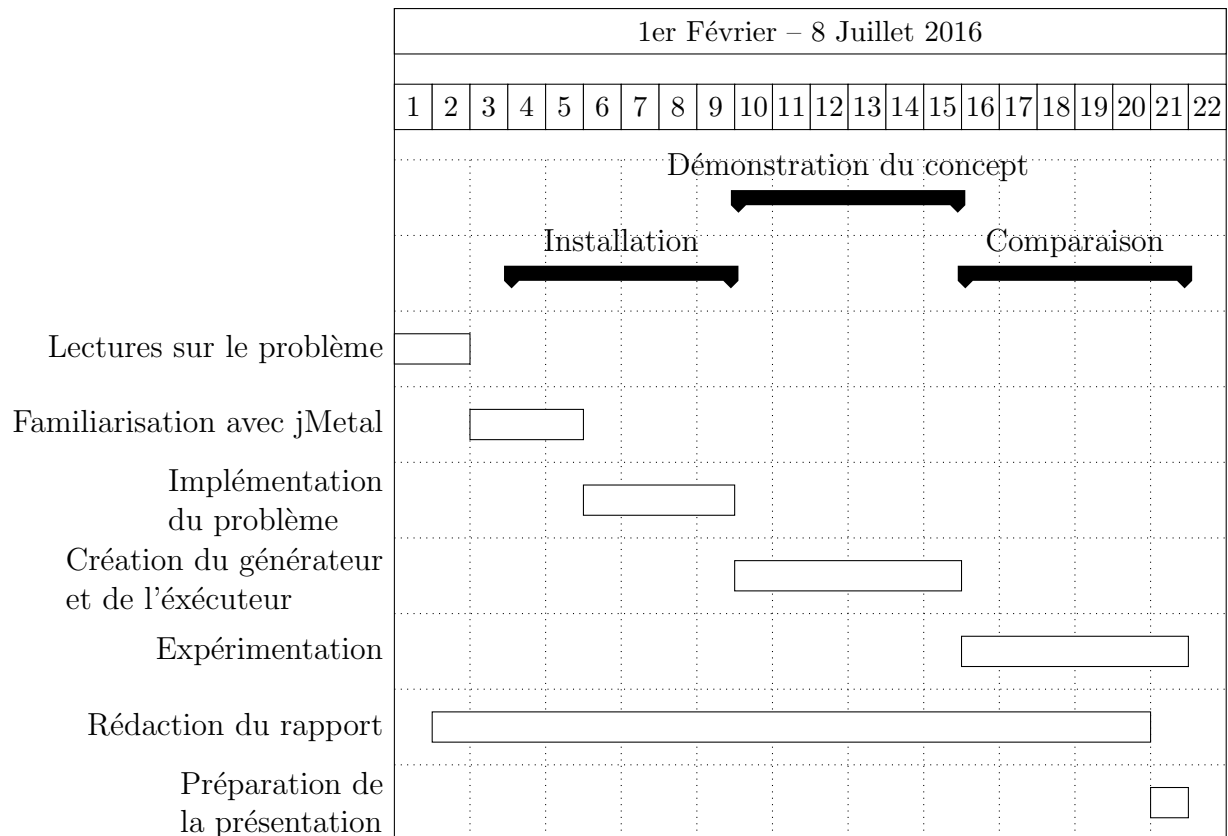 1er Février – 8 Juillet 2016
1 2 3 4 5 6 7 8 9 10 11 12 13 14 15 16 17 18 19 20 21 22
Démonstration du concept
Installation
Comparaison
Lectures sur le problème
Familiarisation avec jMetal
Implémentation
du problème
Création du générateur
et de l'éxécuteur
Expérimentation
Rédaction du rapport
Préparation de
la présentation